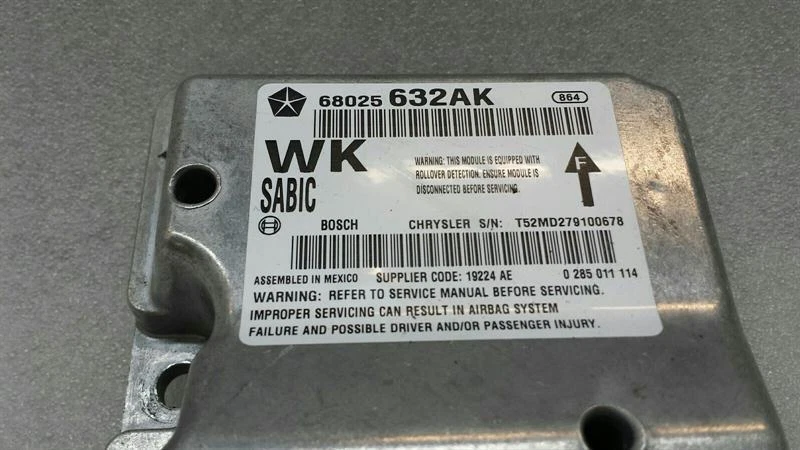 68025 632AK 864
WK
SABIC
WARNING: THIS MODULE IS EQUIPPED WITH
ROLLOVER DETECTION. ENSURE MODULE IS
DISCONNECTED BEFORE SERVICING.
F
BOSCH CHRYSLER S/N: T52MD279100678
ASSEMBLED IN MEXICO SUPPLIER CODE: 19224 AE 0 285 011 114
WARNING: REFER TO SERVICE MANUAL BEFORE SERVICING.
IMPROPER SERVICING CAN RESULT IN AIRBAG SYSTEM
FAILURE AND POSSIBLE DRIVER AND/OR PASSENGER INJURY.